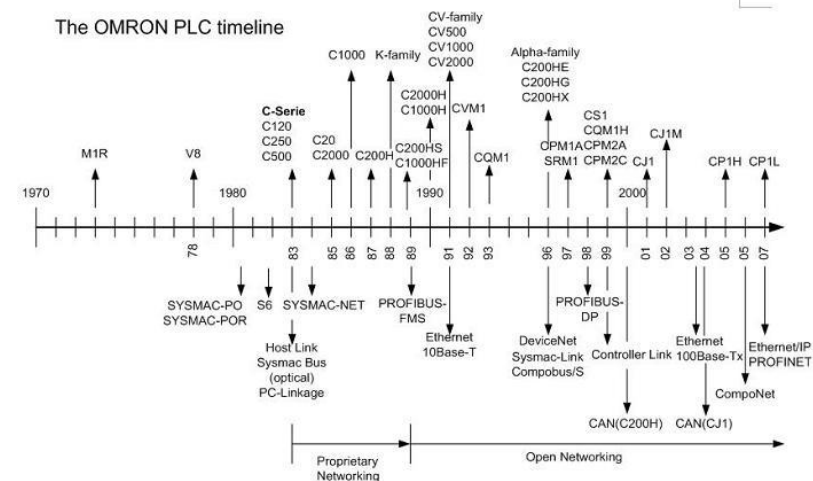 The OMRON PLC timeline
CV-family
CV500
CV1000
CV2000
C1000
K-family
Alpha-family
C200HE
C200HG
C200HX
C2000H
C1000H
CVM1
C-Serie
C120
C250
C500
C20
C2000
C200H
C200HS
C1000HF
CQM1
CPM1A
SRM1
CS1
CQM1H
CPM2A
CPM2C
CJ1
CJ1M
M1R
V8
CP1H
CP1L
1970
1980
1990
2000
78
83
85
86
87
88
89
91
92
93
96
97
98
99
01
02
03
04
05
05
07
SYSMAC-PO
SYSMAC-POR
S6
SYSMAC-NET
Host Link
Sysmac Bus
(optical)
PC-Linkage
PROFIBUS-
FMS
Ethernet
10Base-T
PROFIBUS-
DP
DeviceNet
Sysmac-Link
Compobus/S
Controller Link
Ethernet
100Base-Tx
Ethernet/IP
PROFINET
CompoNet
CAN(C200H)
CAN(CJ1)
Proprietary
Networking
Open Networking